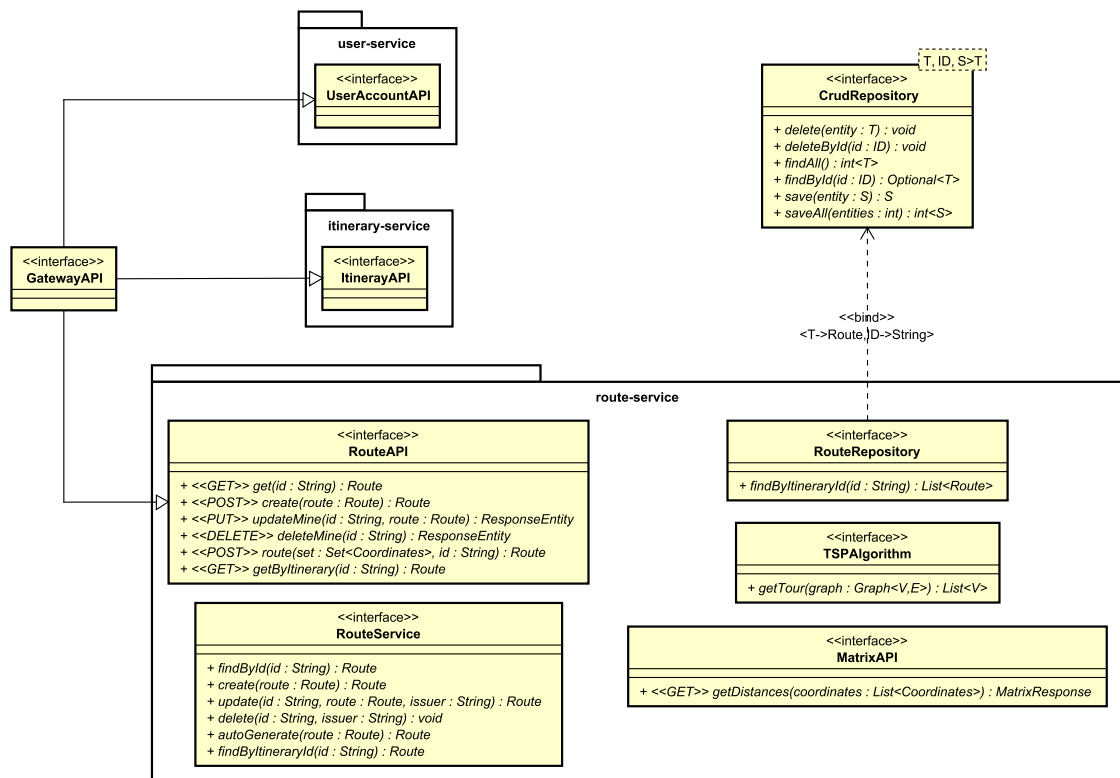 user-service
<<interface>>
UserAccountAPI
T, ID, S>T
<<interface>>
CrudRepository
+ delete(entity : T) : void
+ deleteById(id : ID) : void
+ findAll() : int<T>
+ findById(id : ID) : Optional<T>
+ save(entity : S) : S
+ saveAll(entities : int) : int<S>
itinerary-service
<<interface>>
ItinerayAPI
<<interface>>
GatewayAPI
<<bind>>
<T->Route,ID->String>
route-service
<<interface>>
RouteAPI
+ <<GET>> get(id : String) : Route
+ <<POST>> create(route : Route) : Route
+ <<PUT>> updateMine(id : String, route : Route) : ResponseEntity
+ <<DELETE>> deleteMine(id : String) : ResponseEntity
+ <<POST>> route(set : Set<Coordinates>, id : String) : Route
+ <<GET>> getByItinerary(id : String) : Route
<<interface>>
RouteRepository
+ findByItineraryId(id : String) : List<Route>
<<interface>>
TSPAlgorithm
+ getTour(graph : Graph<V,E>) : List<V>
<<interface>>
RouteService
+ findById(id : String) : Route
+ create(route : Route) : Route
+ update(id : String, route : Route, issuer : String) : Route
+ delete(id : String, issuer : String) : void
+ autoGenerate(route : Route) : Route
+ findByItineraryId(id : String) : Route
<<interface>>
MatrixAPI
+ <<GET>> getDistances(coordinates : List<Coordinates>) : MatrixResponse